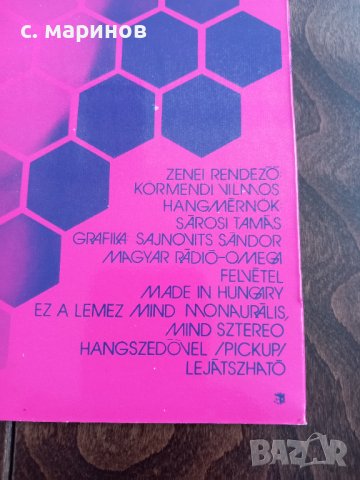 с. маринов
ZENEI RENDEZŐ:
KÖRMENDI VILMOS
HANGMÉRNÖK
SÁROSI TAMÁS
GRAFIKA: SAJNOVITS SÁNDOR
MAGYAR RÁDIÓ-OMEGA
FELVÉTEL
MADE IN HUNGARY
EZ A LEMEZ MIND MONAURÁLIS,
MIND SZTEREO
HANGSZEDŐVEL /PICKUP/
LEJÁTSZHATÓ
BAZAR